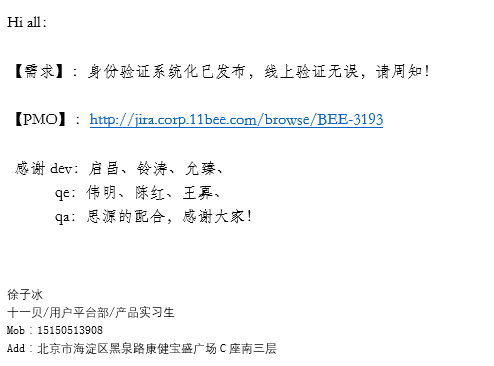 Hi all：
【需求】：身份验证系统化已发布，线上验证无误，请周知！
【PMO】：http://jira.corp.11bee.com/browse/BEE-3193
感谢 dev：启昌、铃涛、允臻、
qe：伟明、陈红、王募、
qa：思源的配合，感谢大家！
徐子冰
十一贝/用户平台部/产品实习生
Mob：15150513908
Add：北京市海淀区黑泉路康健宝盛广场 C 座南三层